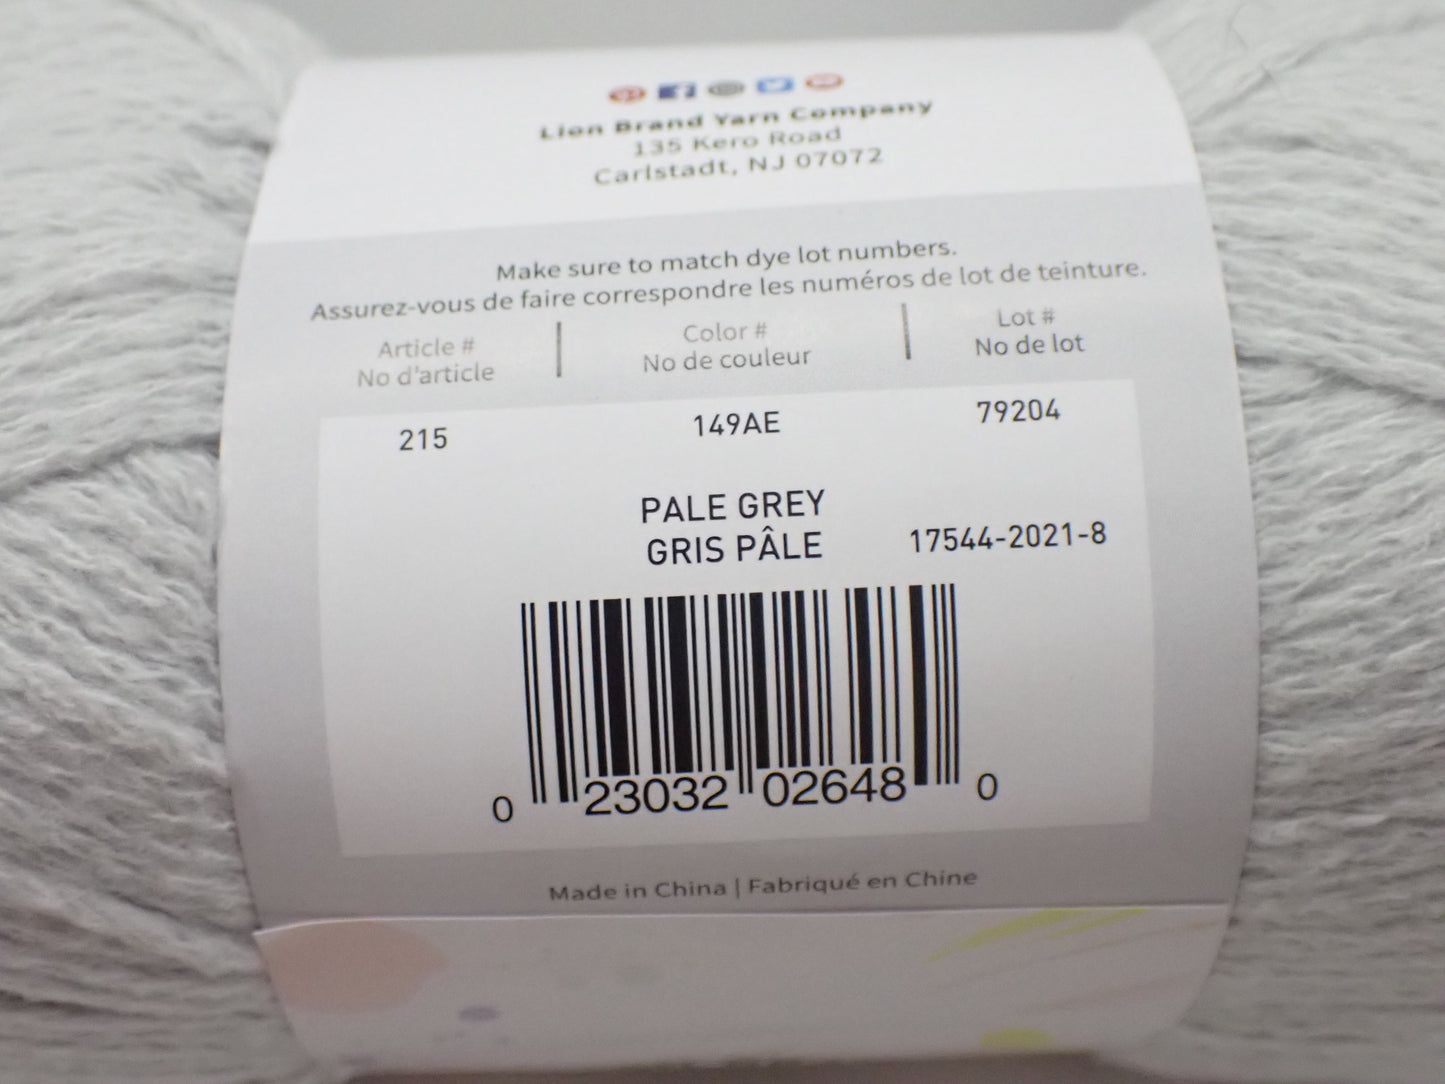 Lion Brand Yarn Company
135 Kero Road
Carlstadt, NJ 07072
Make sure to match dye lot numbers.
Assurez-vous de faire correspondre les numéros de lot de teinture.
Article #
No d'article
Color #
No de couleur
Lot #
No de lot
215
149AE
79204
PALE GREY
GRIS PÂLE
17544-2021-8
0 23032 02648 0
Made in China | Fabriqué en Chine